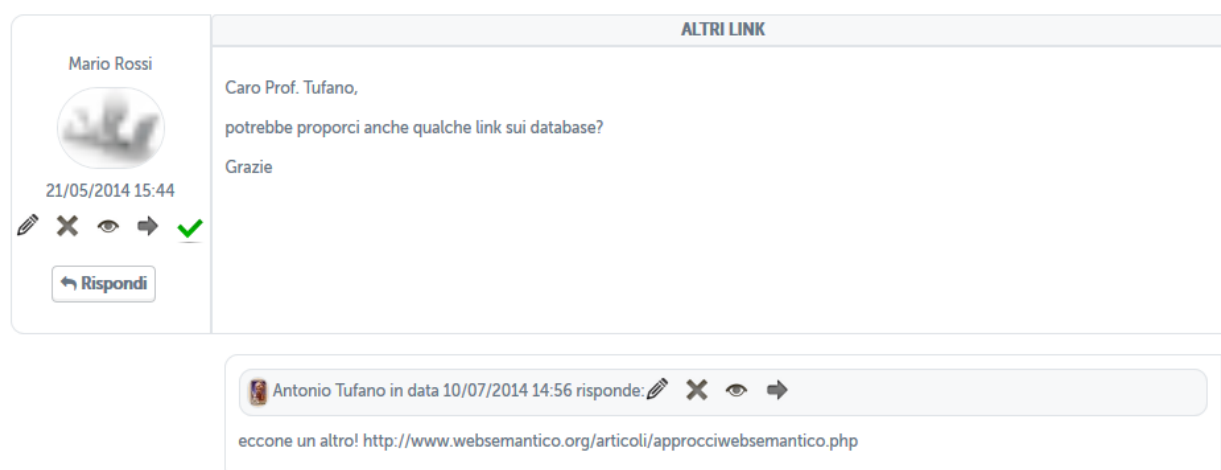 ALTRI LINK
Mario Rossi
21/05/2014 15:44
Rispondi
Caro Prof. Tufano,
potrebbe proporci anche qualche link sui database?
Grazie
Antonio Tufano in data 10/07/2014 14:56 risponde:
eccone un altro! http://www.websemantico.org/articoli/approcciwebsemantico.php